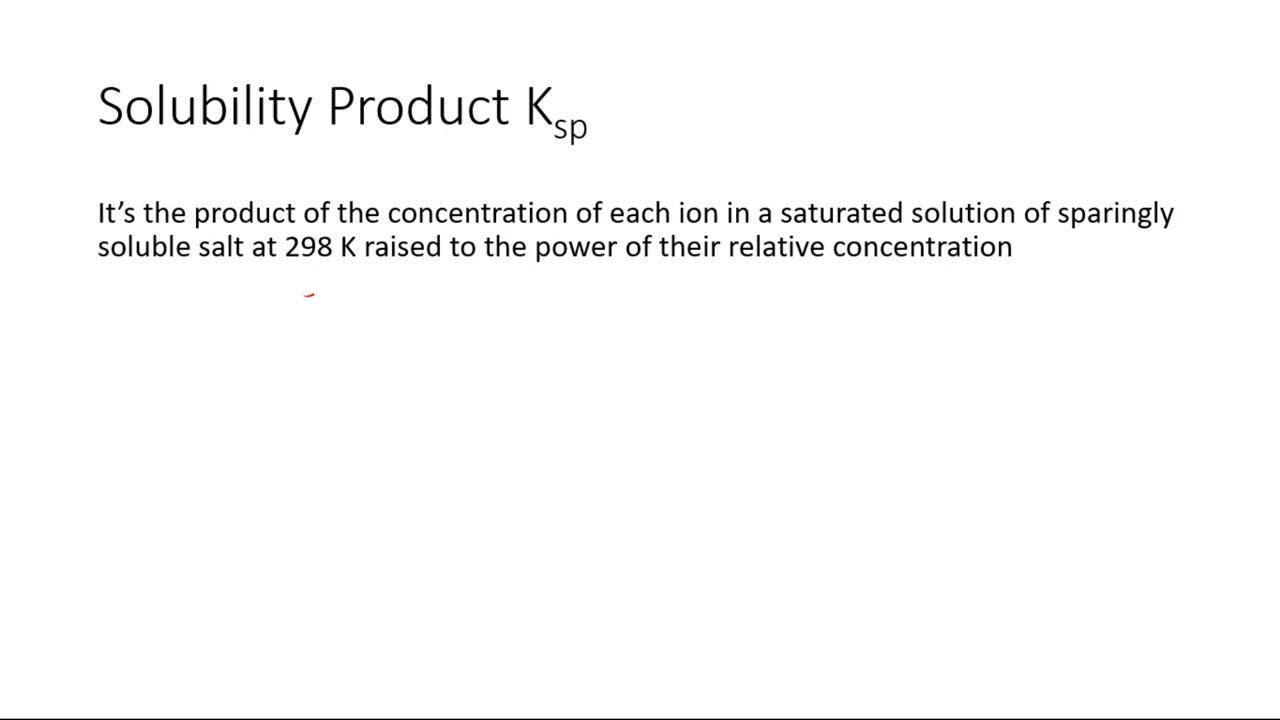 Solubility Product Ksp
It’s the product of the concentration of each ion in a saturated solution of sparingly
soluble salt at 298 K raised to the power of their relative concentration